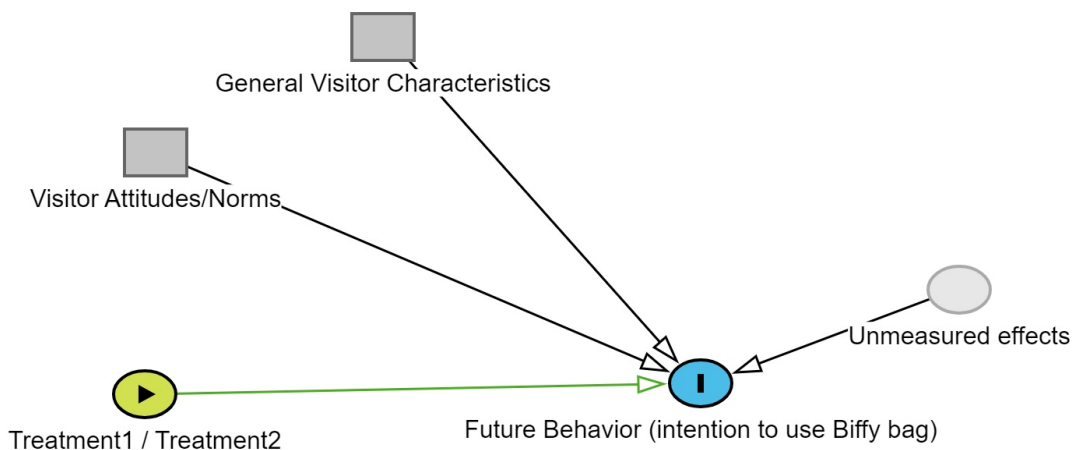 General Visitor Characteristics
Visitor Attitudes/Norms
Unmeasured effects
Treatment1 / Treatment2
Future Behavior (intention to use Biffy bag)